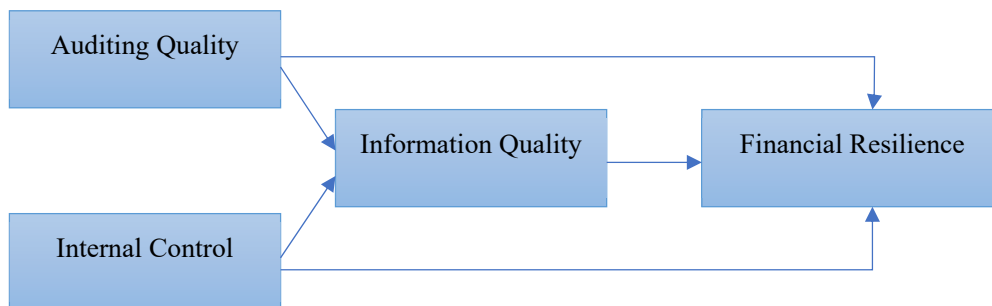 Auditing Quality
Information Quality
Financial Resilience
Internal Control